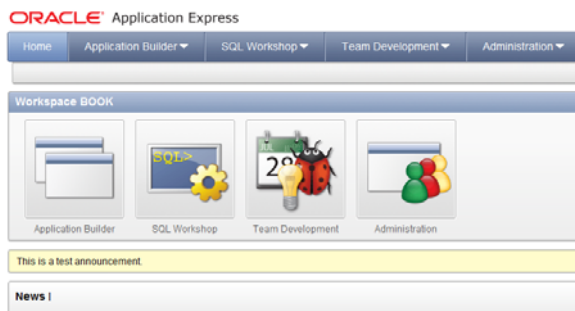 ORACLE Application Express
Home Application Builder SQL Workshop Team Development Administration
Workspace BOOK
SQL>
28
Application Builder SQL Workshop Team Development Administration
This is a test announcement.
News |